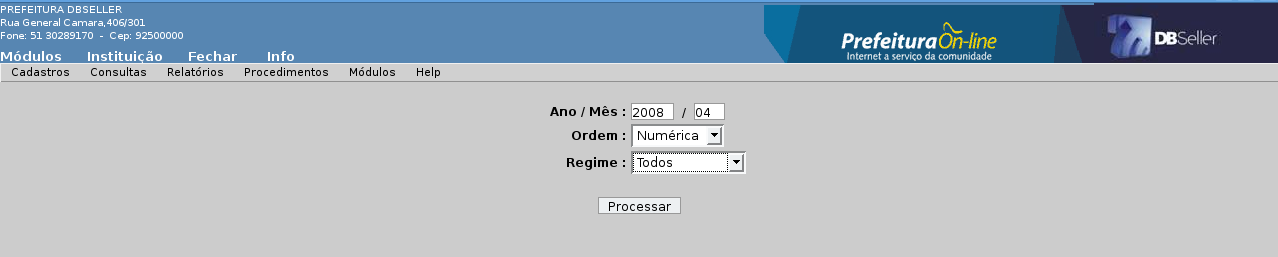 PREFEITURA DBSELLER
Rua General Camara,406/301
Fone: 51 30289170 - Cep: 92500000
PrefeituraOn-line
Internet a serviço da comunidade
DBSeller
Módulos Instituição Fechar Info
Cadastros Consultas Relatórios Procedimentos Módulos Help
Ano / Mês : 2008 / 04
Ordem : Numérica
Regime : Todos
Processar